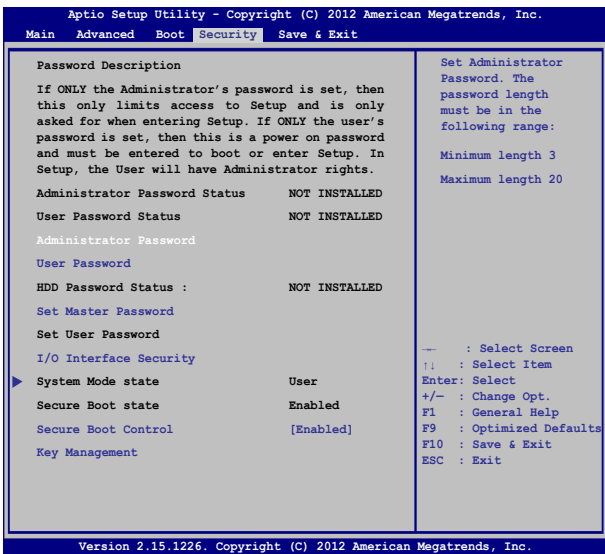 Aptio Setup Utility - Copyright (C) 2012 American Megatrends, Inc.
Main Advanced Boot Security Save & Exit
Password Description
If ONLY the Administrator's password is set, then
this only limits access to Setup and is only
asked for when entering Setup. If ONLY the user's
password is set, then this is a power on password
and must be entered to boot or enter Setup. In
Setup, the User will have Administrator rights.
Administrator Password Status NOT INSTALLED
User Password Status NOT INSTALLED
Administrator Password
User Password
HDD Password Status : NOT INSTALLED
Set Master Password
Set User Password
I/O Interface Security
System Mode state User
Secure Boot state Enabled
Secure Boot Control [Enabled]
Key Management
Set Administrator
Password. The
password length
must be in the
following range:
Minimum length 3
Maximum length 20
→← : Select Screen
↑↓ : Select Item
Enter: Select
+/— : Change Opt.
F1 : General Help
F9 : Optimized Defaults
F10 : Save & Exit
ESC : Exit
Version 2.15.1226. Copyright (C) 2012 American Megatrends, Inc.